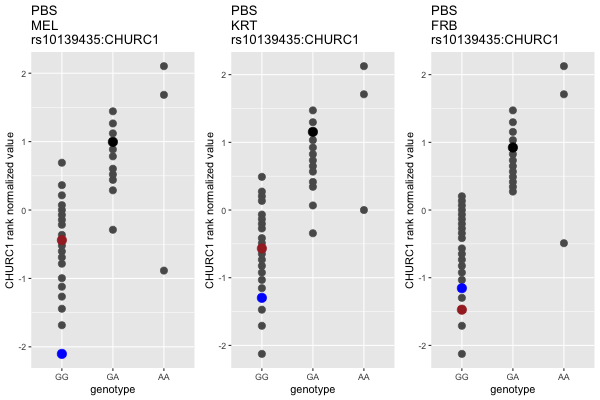 PBS
MEL
rs10139435:CHURC1
CHURC1 rank normalized value
2
1
0
-1
-2
GG GA AA
genotype
PBS
KRT
rs10139435:CHURC1
CHURC1 rank normalized value
2
1
0
-1
-2
GG GA AA
genotype
PBS
FRB
rs10139435:CHURC1
CHURC1 rank normalized value
2
1
0
-1
-2
GG GA AA
genotype